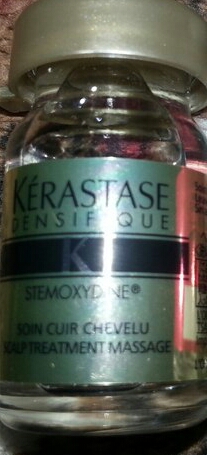 KÉRASTASE
DENSIFIQUE
K
STEMOXYDINE®
SOIN CUIR CHEVELU
SCALP TREATMENT MASSAGE